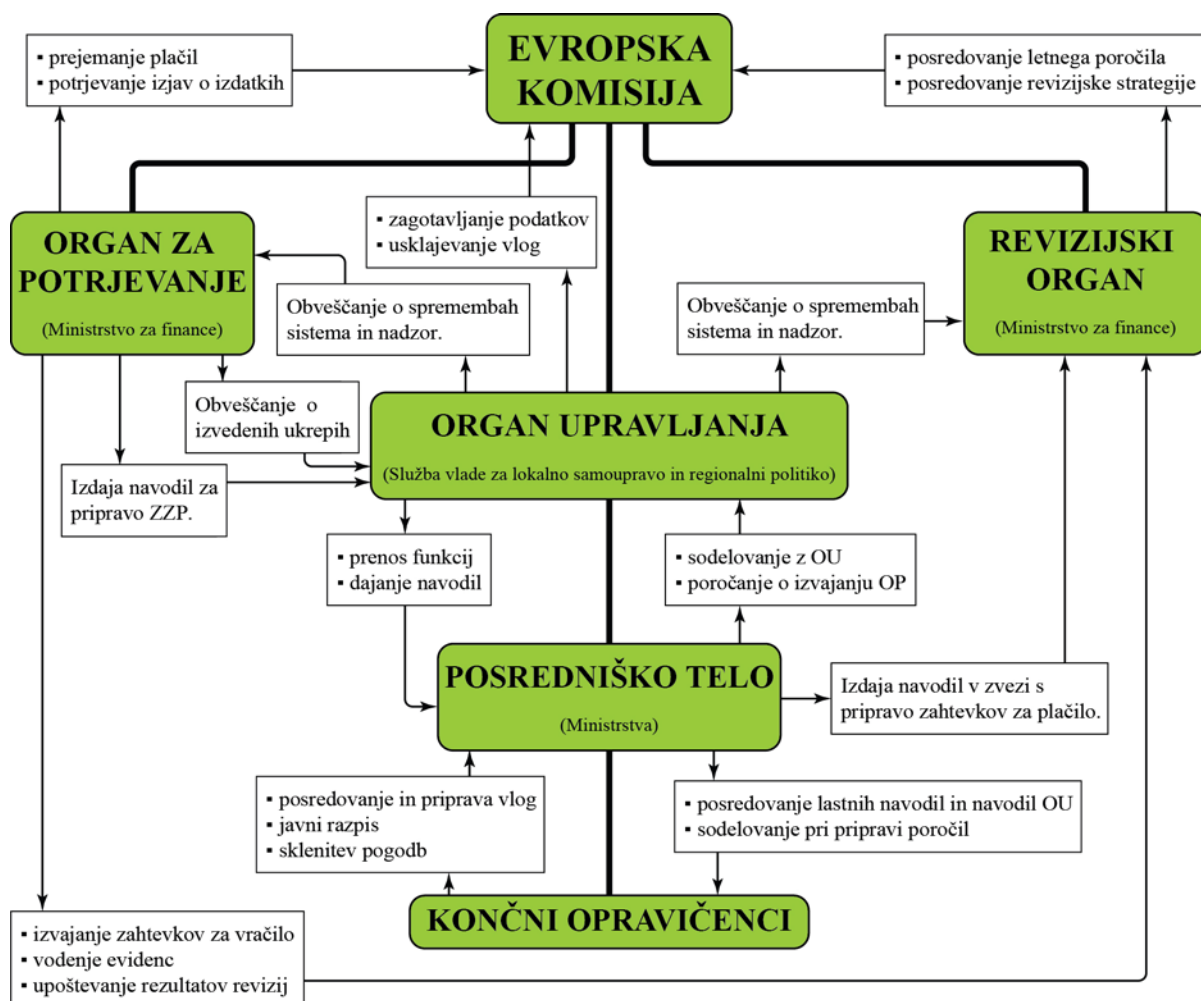 EVROPSKA
KOMISIJA
▪ prejemanje plačil
▪ potrjevanje izjav o izdatkih
▪ posredovanje letnega poročila
▪ posredovanje revizijske strategije
ORGAN ZA
POTRJEVANJE
(Ministrstvo za finance)
▪ zagotavljanje podatkov
▪ usklajevanje vlog
REVIZIJSKI
ORGAN
(Ministrstvo za finance)
Obveščanje o spremembah
sistema in nadzor.
Obveščanje o spremembah
sistema in nadzor.
Obveščanje o
izvedenih ukrepih
ORGAN UPRAVLJANJA
(Služba vlade za lokalno samoupravo in regionalni politiko)
Izdaja navodil za
pripravo ZZP.
▪ prenos funkcij
▪ dajanje navodil
▪ sodelovanje z OU
▪ poročanje o izvajanju OP
POSREDNIŠKO TELO
(Ministrstva)
Izdaja navodil v zvezi s
pripravo zahtevkov za plačilo.
▪ posredovanje in priprava vlog
▪ javni razpis
▪ sklenitev pogodb
▪ posredovanje lastnih navodil in navodil OU
▪ sodelovanje pri pripravi poročil
KONČNI OPRAVIČENCI
▪ izvajanje zahtevkov za vračilo
▪ vodenje evidenc
▪ upoštevanje rezultatov revizij